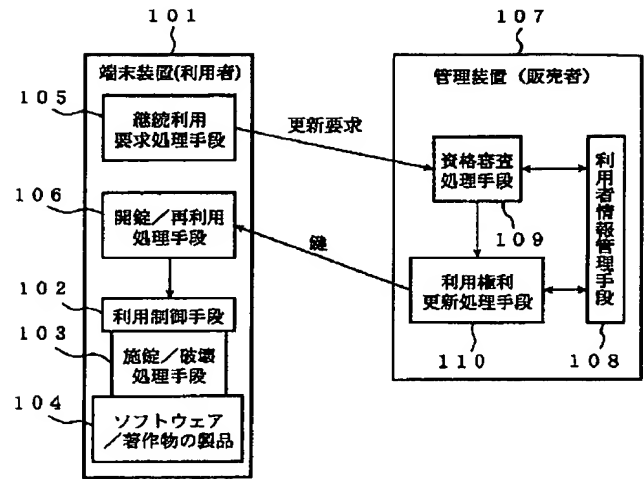 101
107
端末装置(利用者)
管理装置（販売者）
105
継続利用
要求処理手段
更新要求
資格審査
処理手段
利用者情報管理手段
109
106
開錠／再利用
処理手段
鍵
利用権利
更新処理手段
102
利用制御手段
103
施錠／破壊
処理手段
110
108
104
ソフトウェア
／著作物の製品